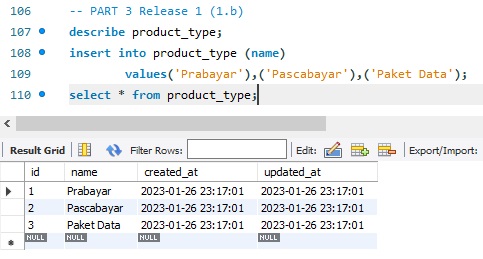 106 -- PART 3 Release 1 (1.b)
107 describe product_type;
108 insert into product_type (name)
109 values('Prabayar'),('Pascabayar'),('Paket Data');
110 select * from product_type;
Result Grid Filter Rows: Edit: Export/Import:
id name created_at updated_at
1 Prabayar 2023-01-26 23:17:01 2023-01-26 23:17:01
2 Pascabayar 2023-01-26 23:17:01 2023-01-26 23:17:01
3 Paket Data 2023-01-26 23:17:01 2023-01-26 23:17:01
NULL NULL NULL NULL